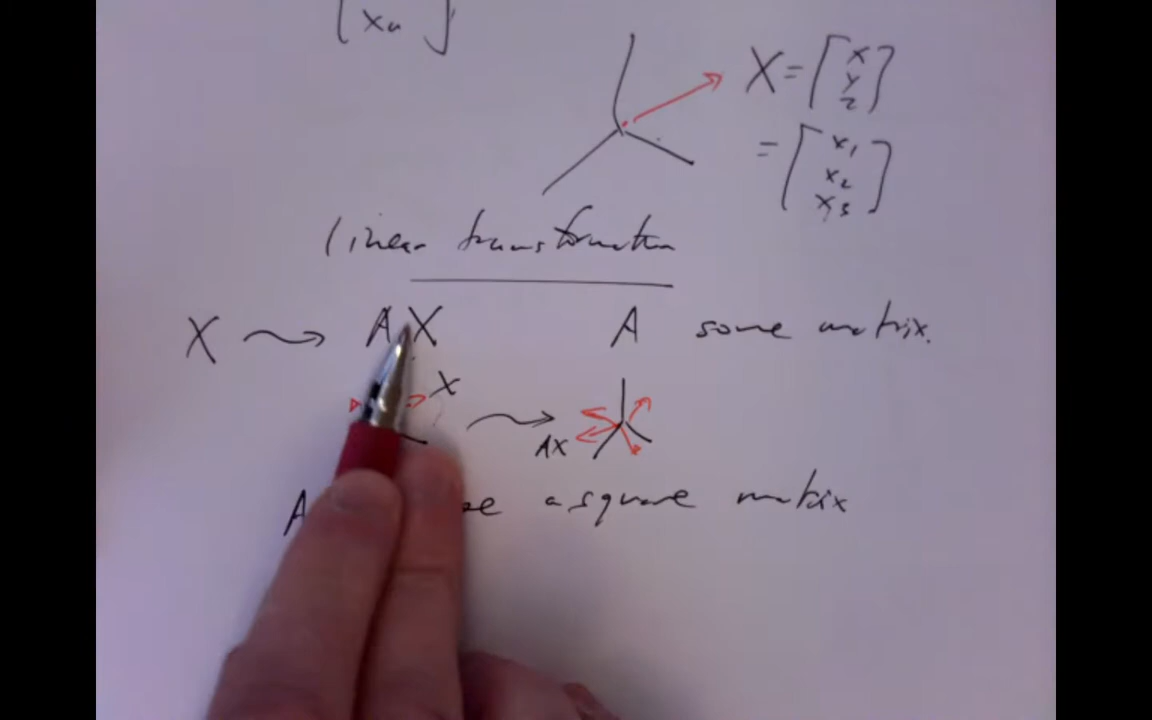 [xn]
X = [x
y
z]
= [x1
x2
x3]
linear transformation
X → AX A some matrix.
X → AX
A a square matrix